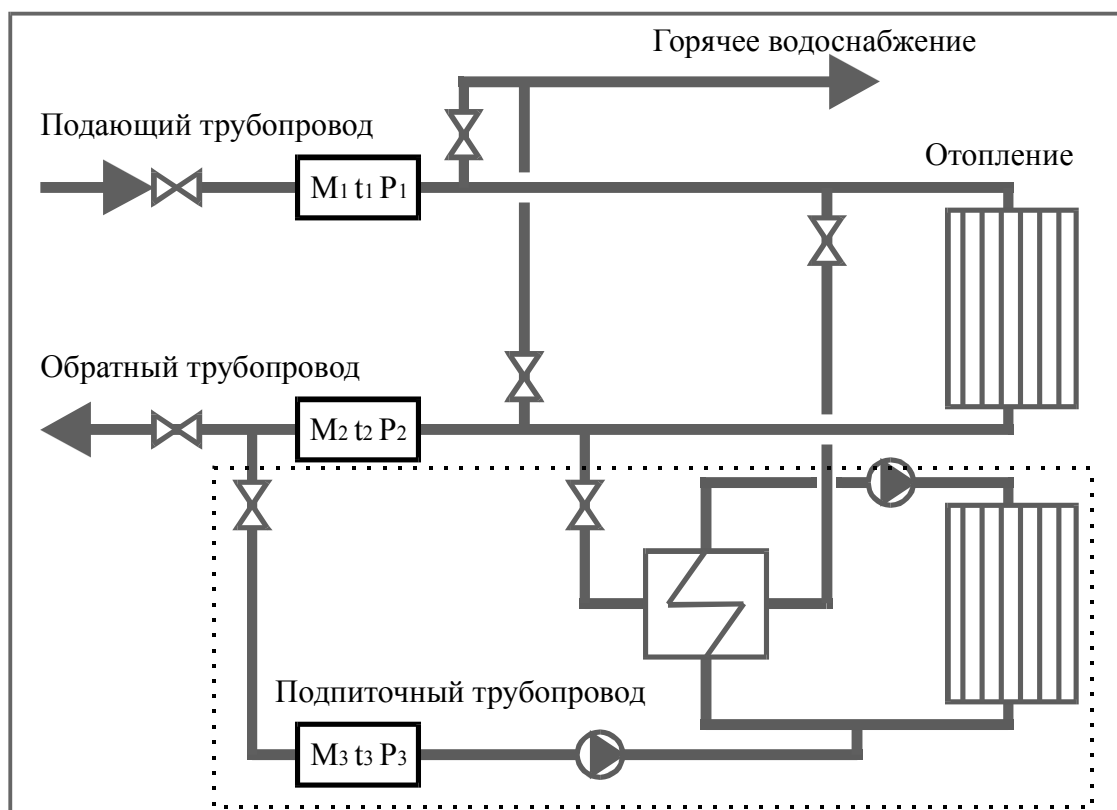 Горячее водоснабжение
Подающий трубопровод
Отопление
M1 t1 P1
Обратный трубопровод
M2 t2 P2
Подпиточный трубопровод
M3 t3 P3